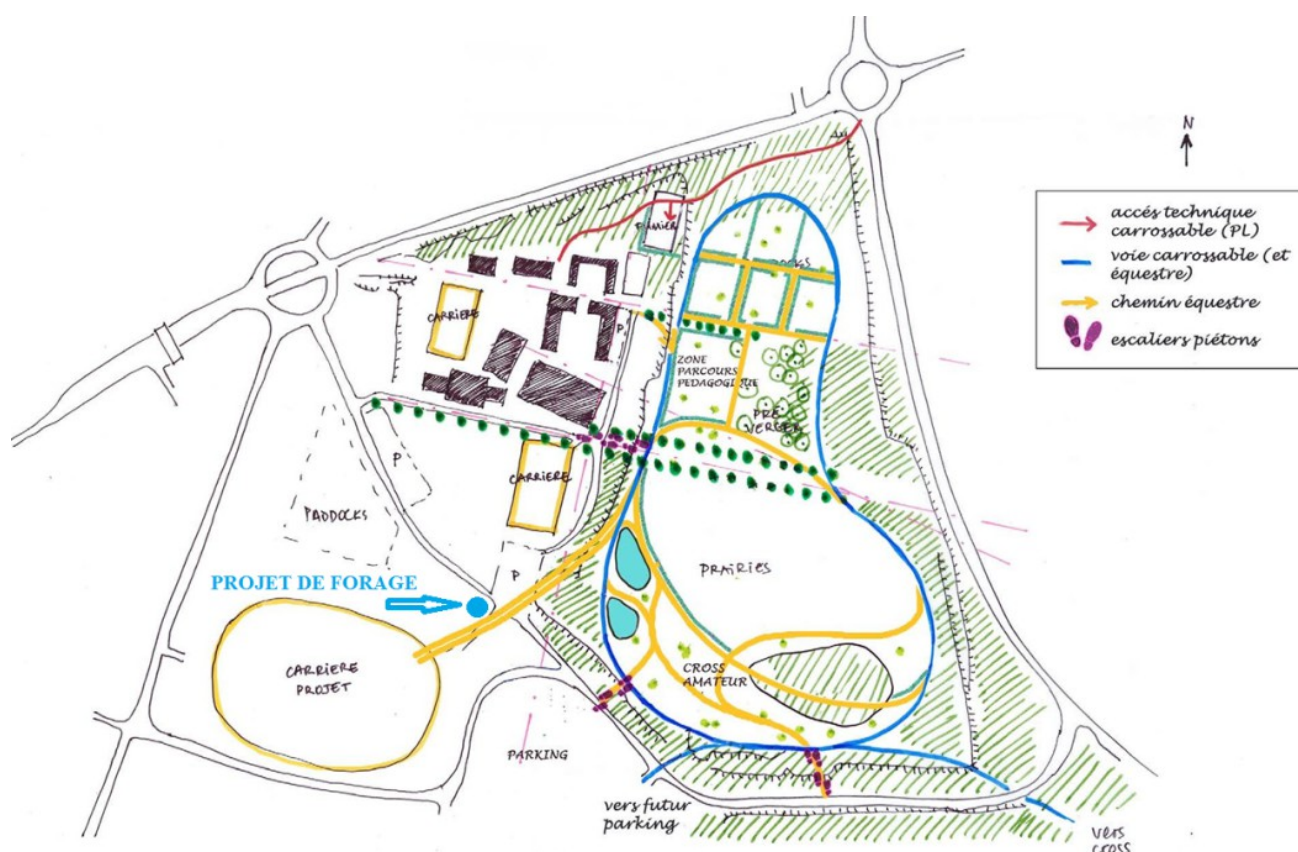 N
accés technique
carrossable (PL)
voie carrossable (et
équestre)
chemin équestre
escaliers piétons
FUMIER
CARRIERE
P.
ZONE
PARCOURS
PEDAGOGIQUE
PRE
VERGER
P
CARRIERE
PADDOCKS
PRAIRIES
P
PROJET DE FORAGE
CARRIERE
PROJET
CROSS
AMATEUR
PARKING
vers futur
parking
vers
cross